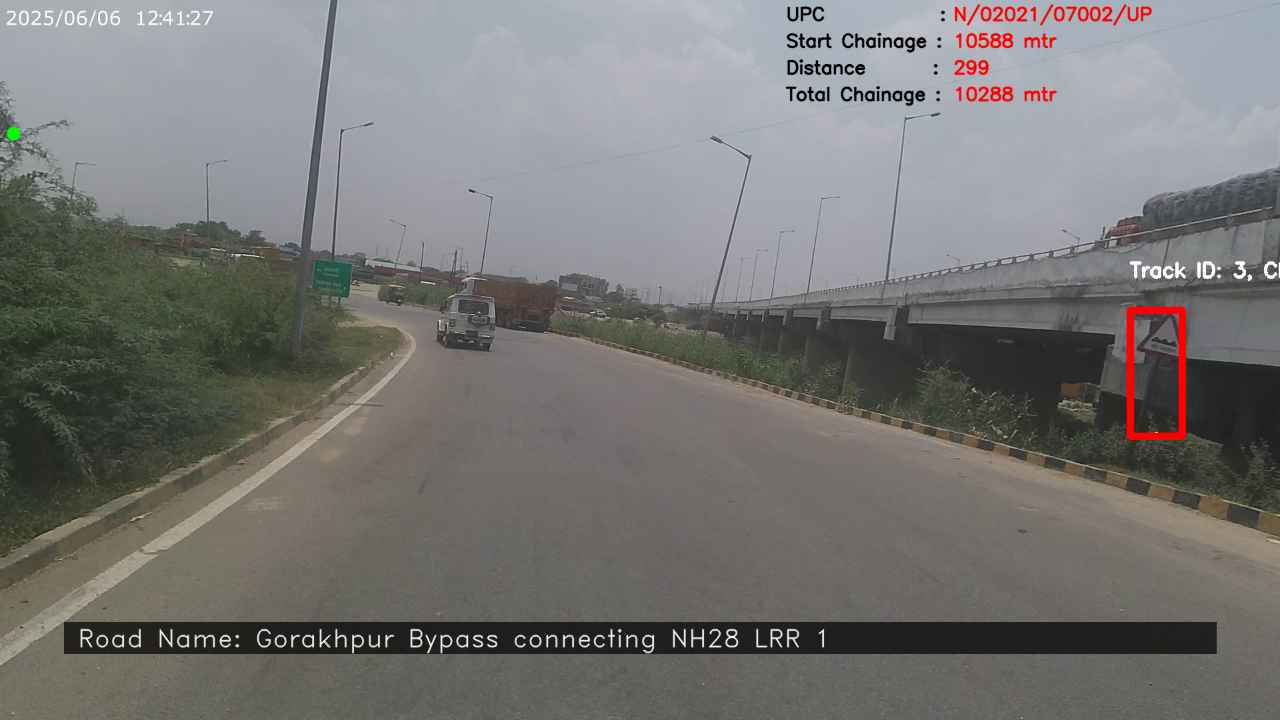 2025/06/06 12:41:27
UPC : N/02021/07002/UP
Start Chainage : 10588 mtr
Distance : 299
Total Chainage : 10288 mtr
Track ID: 3, Cl
Road Name: Gorakhpur Bypass connecting NH28 LRR 1